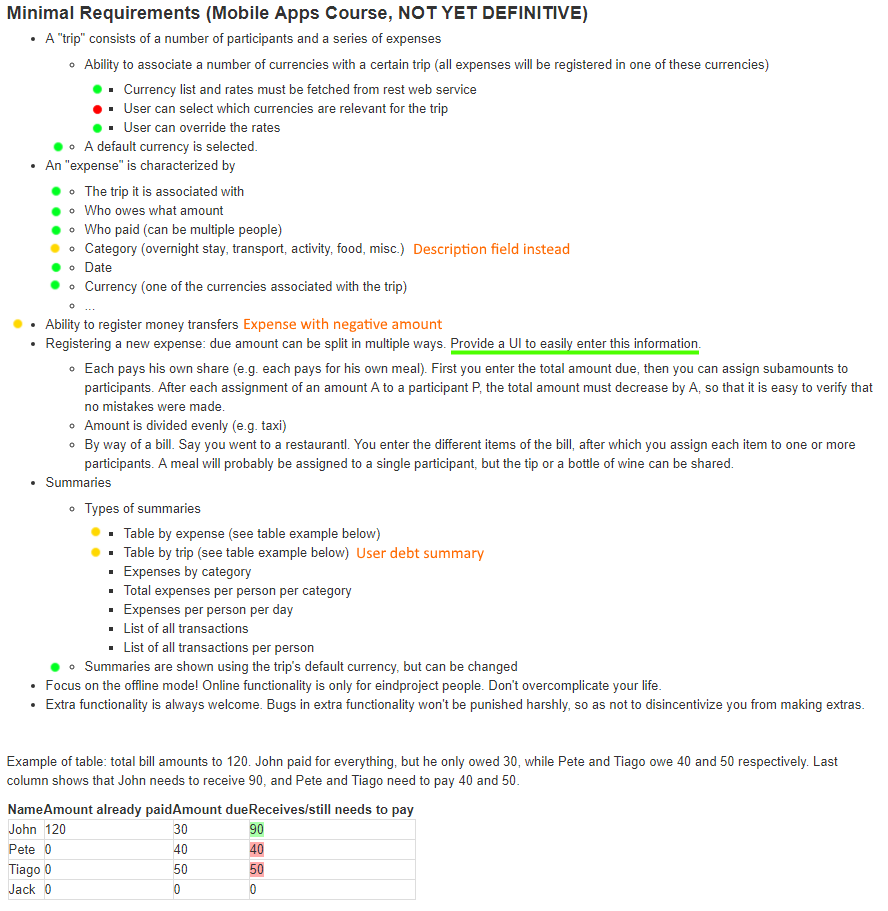 Minimal Requirements (Mobile Apps Course, NOT YET DEFINITIVE)
A "trip" consists of a number of participants and a series of expenses
Ability to associate a number of currencies with a certain trip (all expenses will be registered in one of these currencies)
Currency list and rates must be fetched from rest web service
User can select which currencies are relevant for the trip
User can override the rates
A default currency is selected.
An "expense" is characterized by
The trip it is associated with
Who owes what amount
Who paid (can be multiple people)
Category (overnight stay, transport, activity, food, misc.) Description field instead
Date
Currency (one of the currencies associated with the trip)
...
Ability to register money transfers Expense with negative amount
Registering a new expense: due amount can be split in multiple ways. Provide a UI to easily enter this information.
Each pays his own share (e.g. each pays for his own meal). First you enter the total amount due, then you can assign subamounts to
participants. After each assignment of an amount A to a participant P, the total amount must decrease by A, so that it is easy to verify that
no mistakes were made.
Amount is divided evenly (e.g. taxi)
By way of a bill. Say you went to a restaurantl. You enter the different items of the bill, after which you assign each item to one or more
participants. A meal will probably be assigned to a single participant, but the tip or a bottle of wine can be shared.
Summaries
Types of summaries
Table by expense (see table example below)
Table by trip (see table example below) User debt summary
Expenses by category
Total expenses per person per category
Expenses per person per day
List of all transactions
List of all transactions per person
Summaries are shown using the trip's default currency, but can be changed
Focus on the offline mode! Online functionality is only for eindproject people. Don't overcomplicate your life.
Extra functionality is always welcome. Bugs in extra functionality won't be punished harshly, so as not to disincentivize you from making extras.
Example of table: total bill amounts to 120. John paid for everything, but he only owed 30, while Pete and Tiago owe 40 and 50 respectively. Last
column shows that John needs to receive 90, and Pete and Tiago need to pay 40 and 50.
Name Amount already paid Amount due Receives/still needs to pay
John 120 30 90
Pete 0 40 40
Tiago 0 50 50
Jack 0 0 0